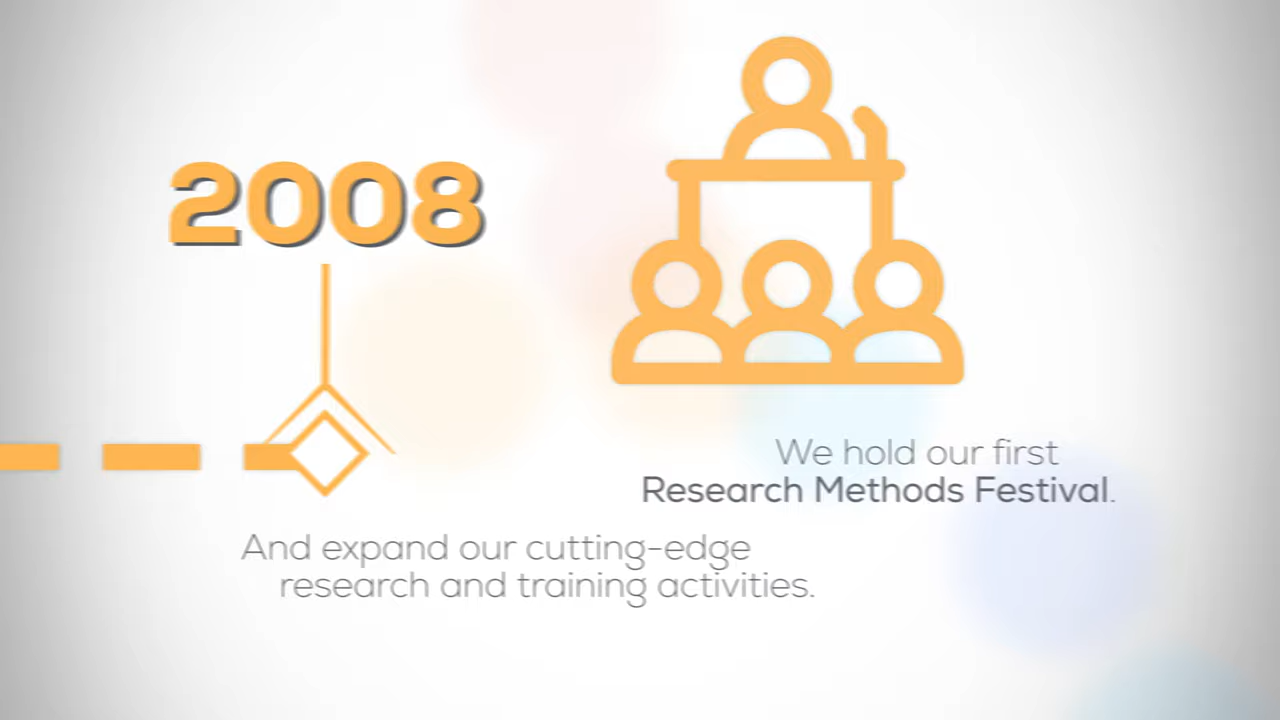 2008
We hold our first
Research Methods Festival.
And expand our cutting-edge
research and training activities.